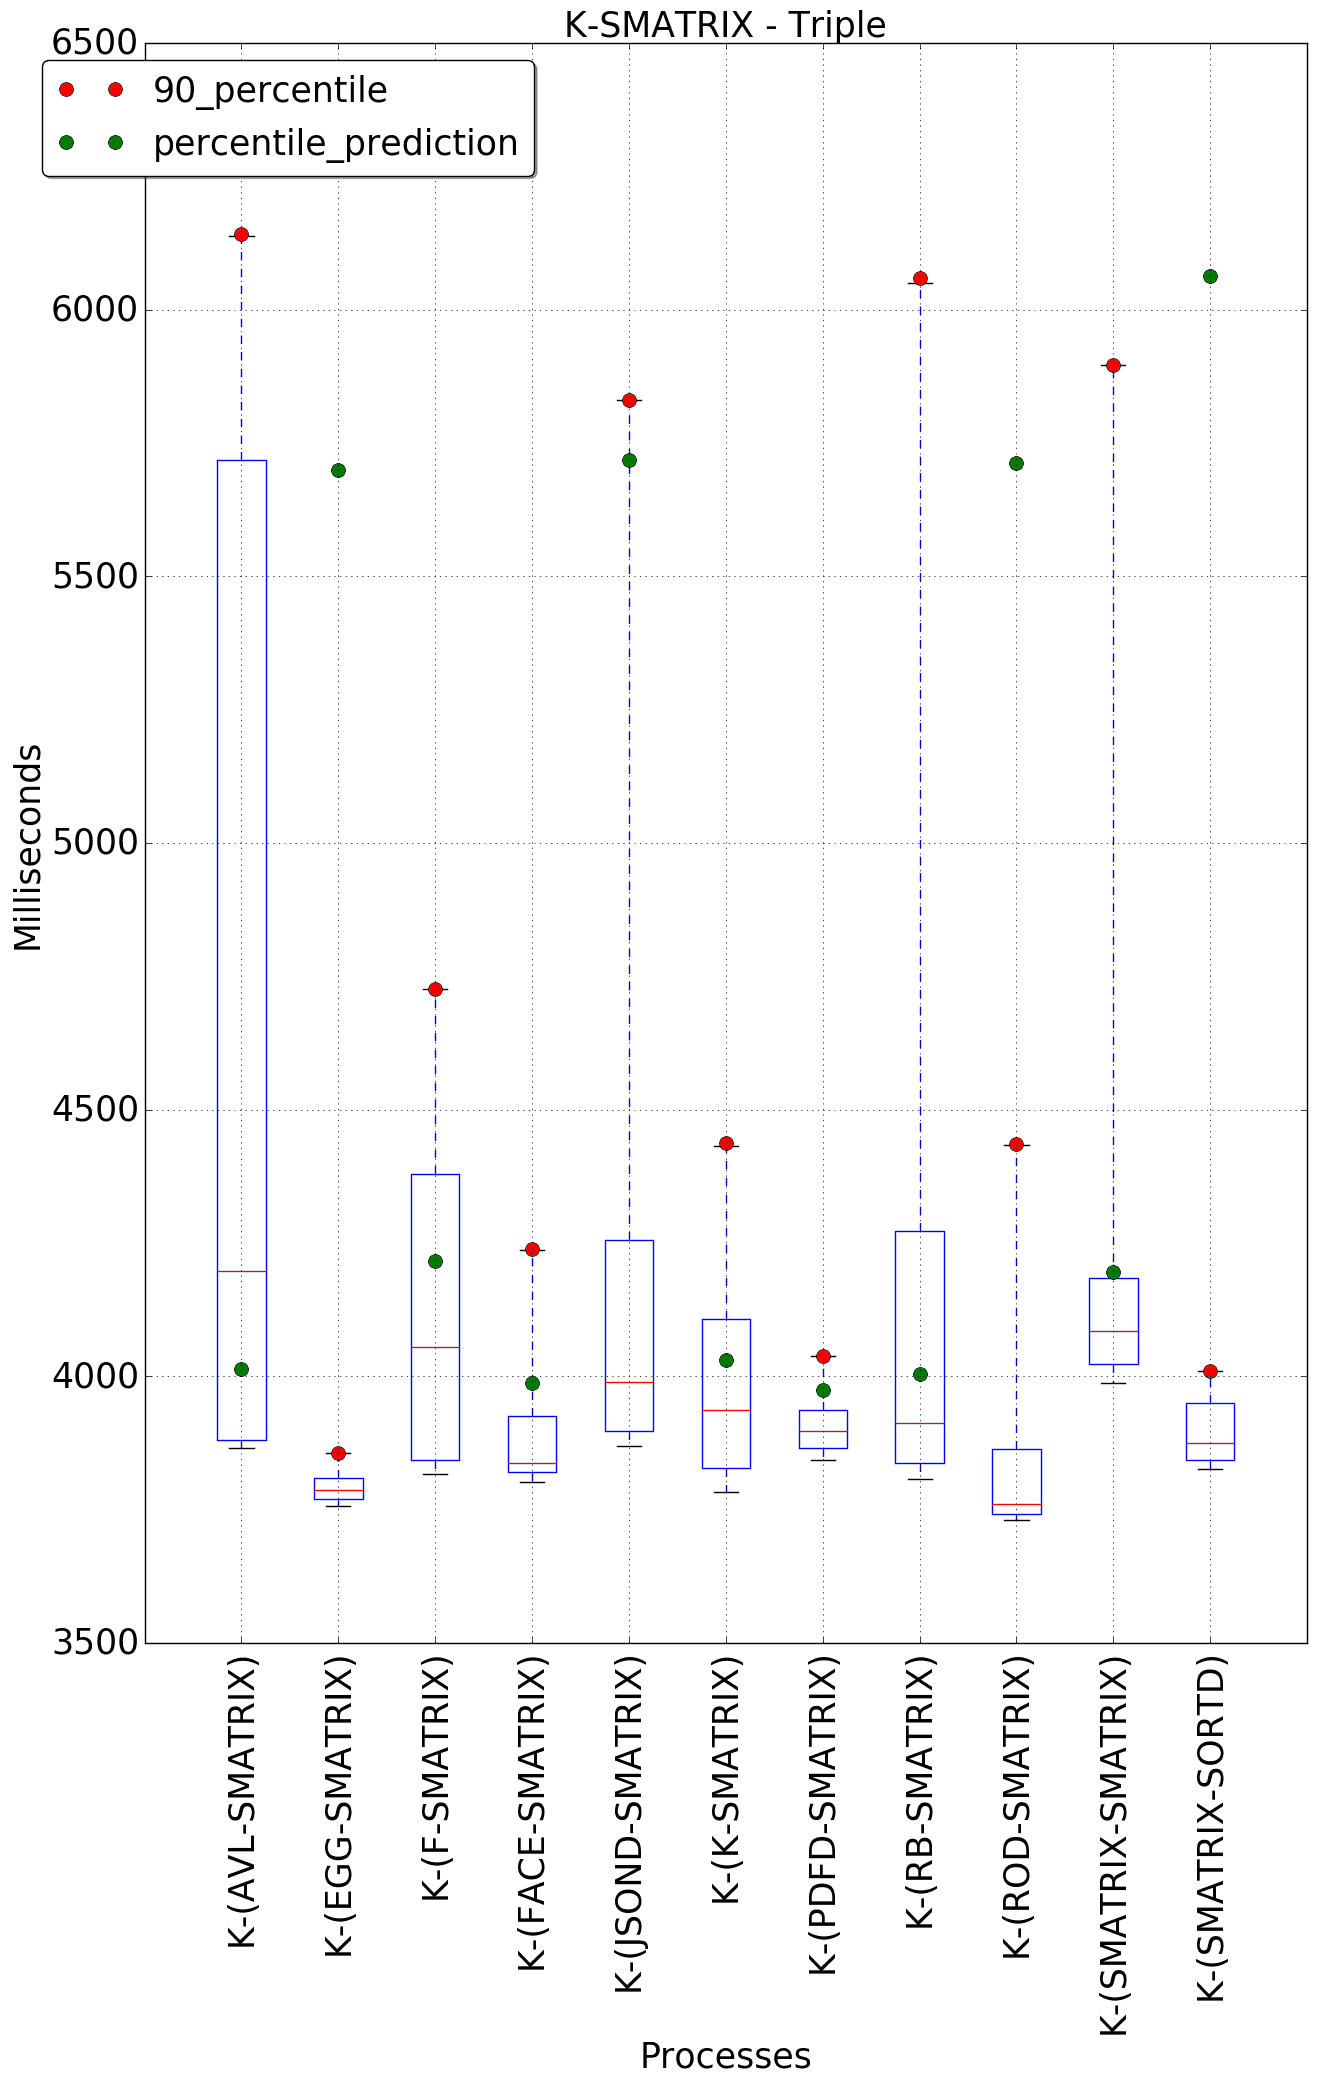 K-SMATRIX - Triple
90_percentile
percentile_prediction
Milliseconds
6500
6000
5500
5000
4500
4000
3500
K-(AVL-SMATRIX)
K-(EGG-SMATRIX)
K-(F-SMATRIX)
K-(FACE-SMATRIX)
K-(JSOND-SMATRIX)
K-(K-SMATRIX)
K-(PDFD-SMATRIX)
K-(RB-SMATRIX)
K-(ROD-SMATRIX)
K-(SMATRIX-SMATRIX)
K-(SMATRIX-SORTD)
Processes